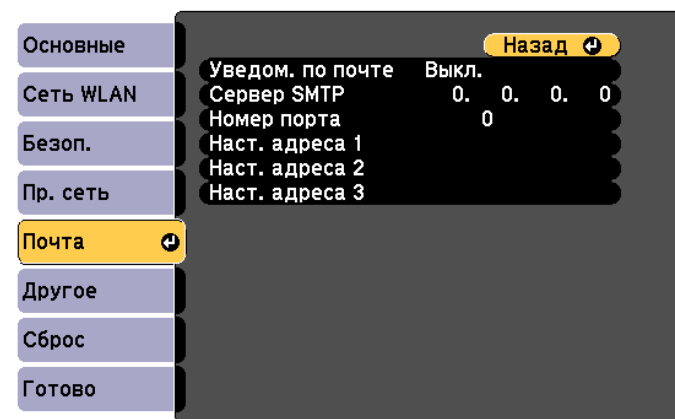 Основные
Сеть WLAN
Безоп.
Пр. сеть
Почта
Другое
Сброс
Готово
Назад
Уведом. по почте Выкл.
Сервер SMTP 0. 0. 0. 0
Номер порта 0
Наст. адреса 1
Наст. адреса 2
Наст. адреса 3